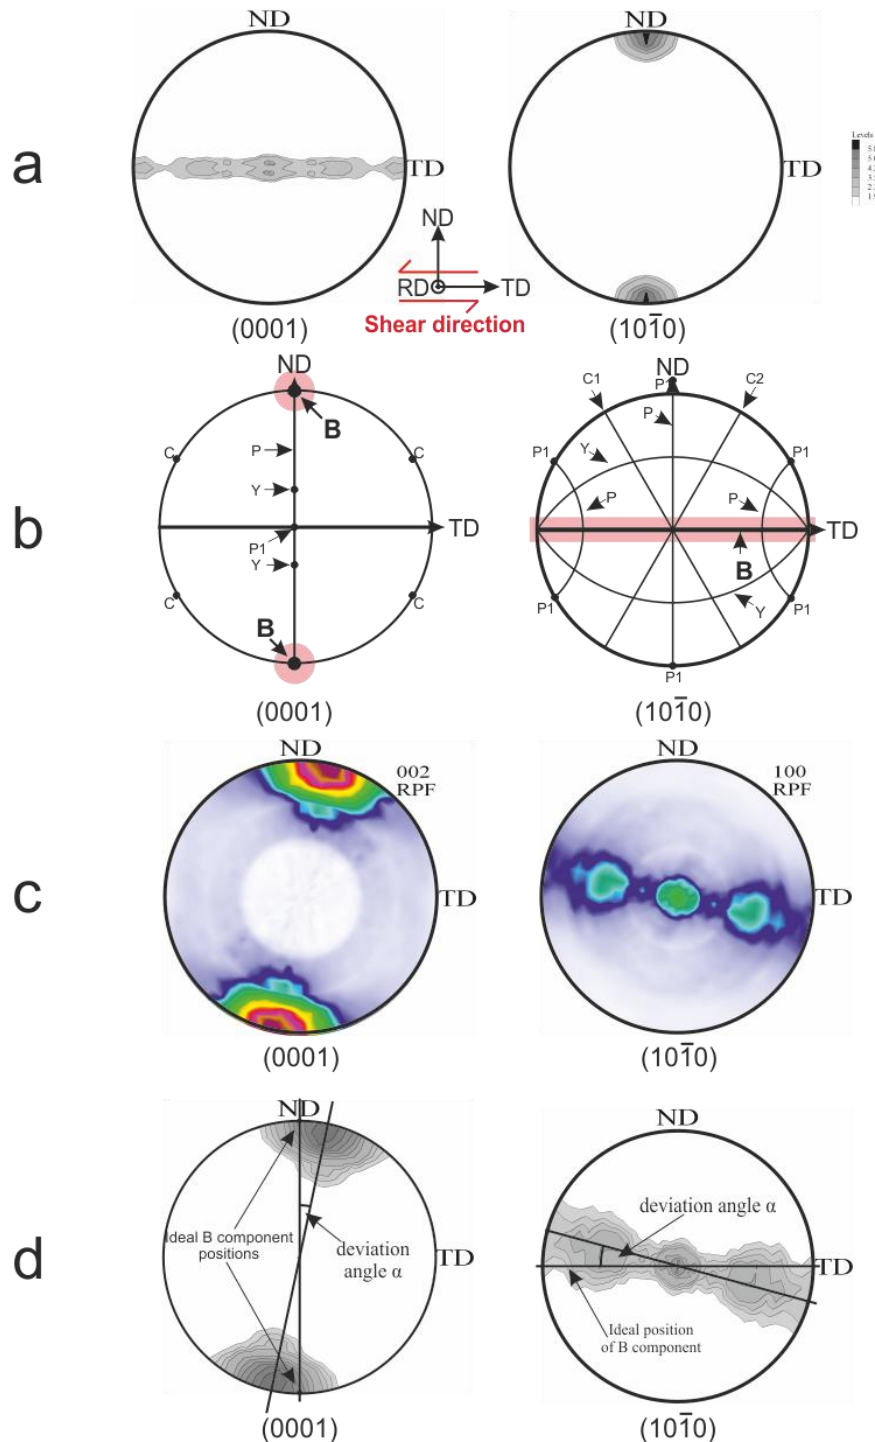 a
ND
TD
(0001)
ND
TD
(101̅0)
Levels
ND
RD
TD
Shear direction
b
ND
B
C
C
P
Y
P1
Y
TD
C
C
B
(0001)
ND
P1
C1
C2
P
P1
P1
Y
P
P
TD
B
P1
P1
Y
P1
(101̅0)
c
ND
002
RPF
TD
(0001)
ND
100
RPF
TD
(101̅0)
d
ND
Ideal B component
positions
deviation
angle α
TD
(0001)
ND
deviation angle α
TD
Ideal position
of B component
(101̅0)